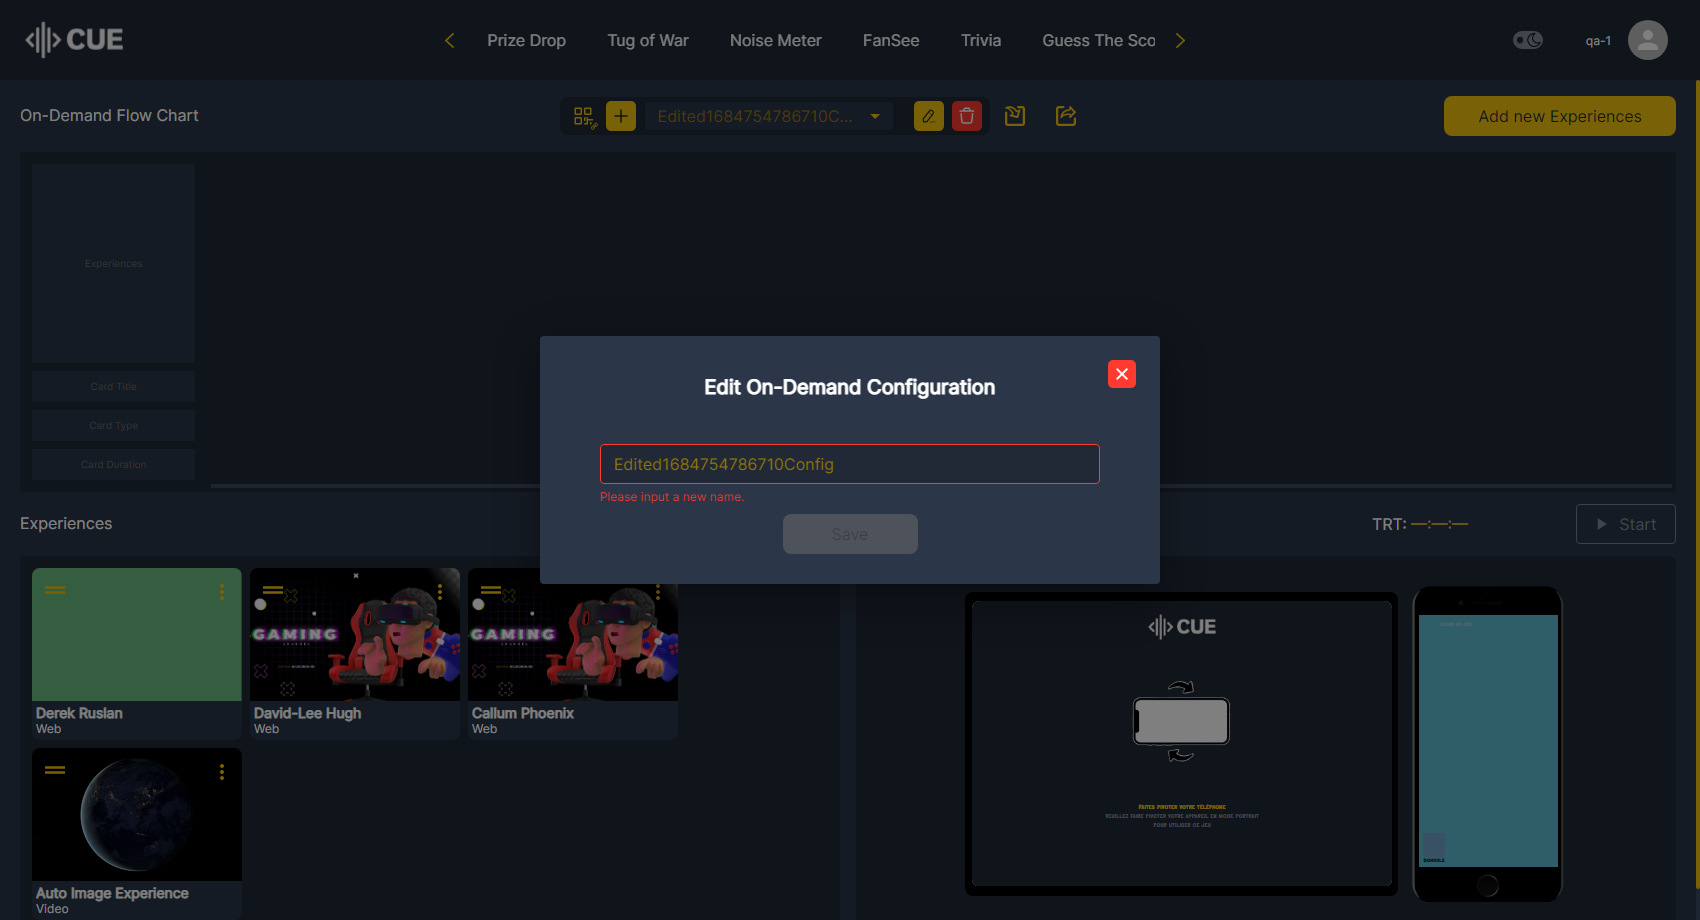 CUE
Prize Drop
Tug of War
Noise Meter
FanSee
Trivia
Guess The Sco
qa-1
On-Demand Flow Chart
Edited1684754786710C...
Add new Experiences
Experiences
Card Title
Card Type
Card Duration
Edit On-Demand Configuration
Edited1684754786710Config
Please input a new name.
Save
Experiences
TRT: —:—:—
Start
GAMING
GAMING
Derek Ruslan
Web
David-Lee Hugh
Web
Callum Phoenix
Web
Auto Image Experience
Video
CUE
FAITES PIVOTER VOTRE TÉLÉPHONE
VEUILLEZ FAIRE PIVOTER VOTRE APPAREIL EN MODE PORTRAIT
POUR UTILISER CE JEU